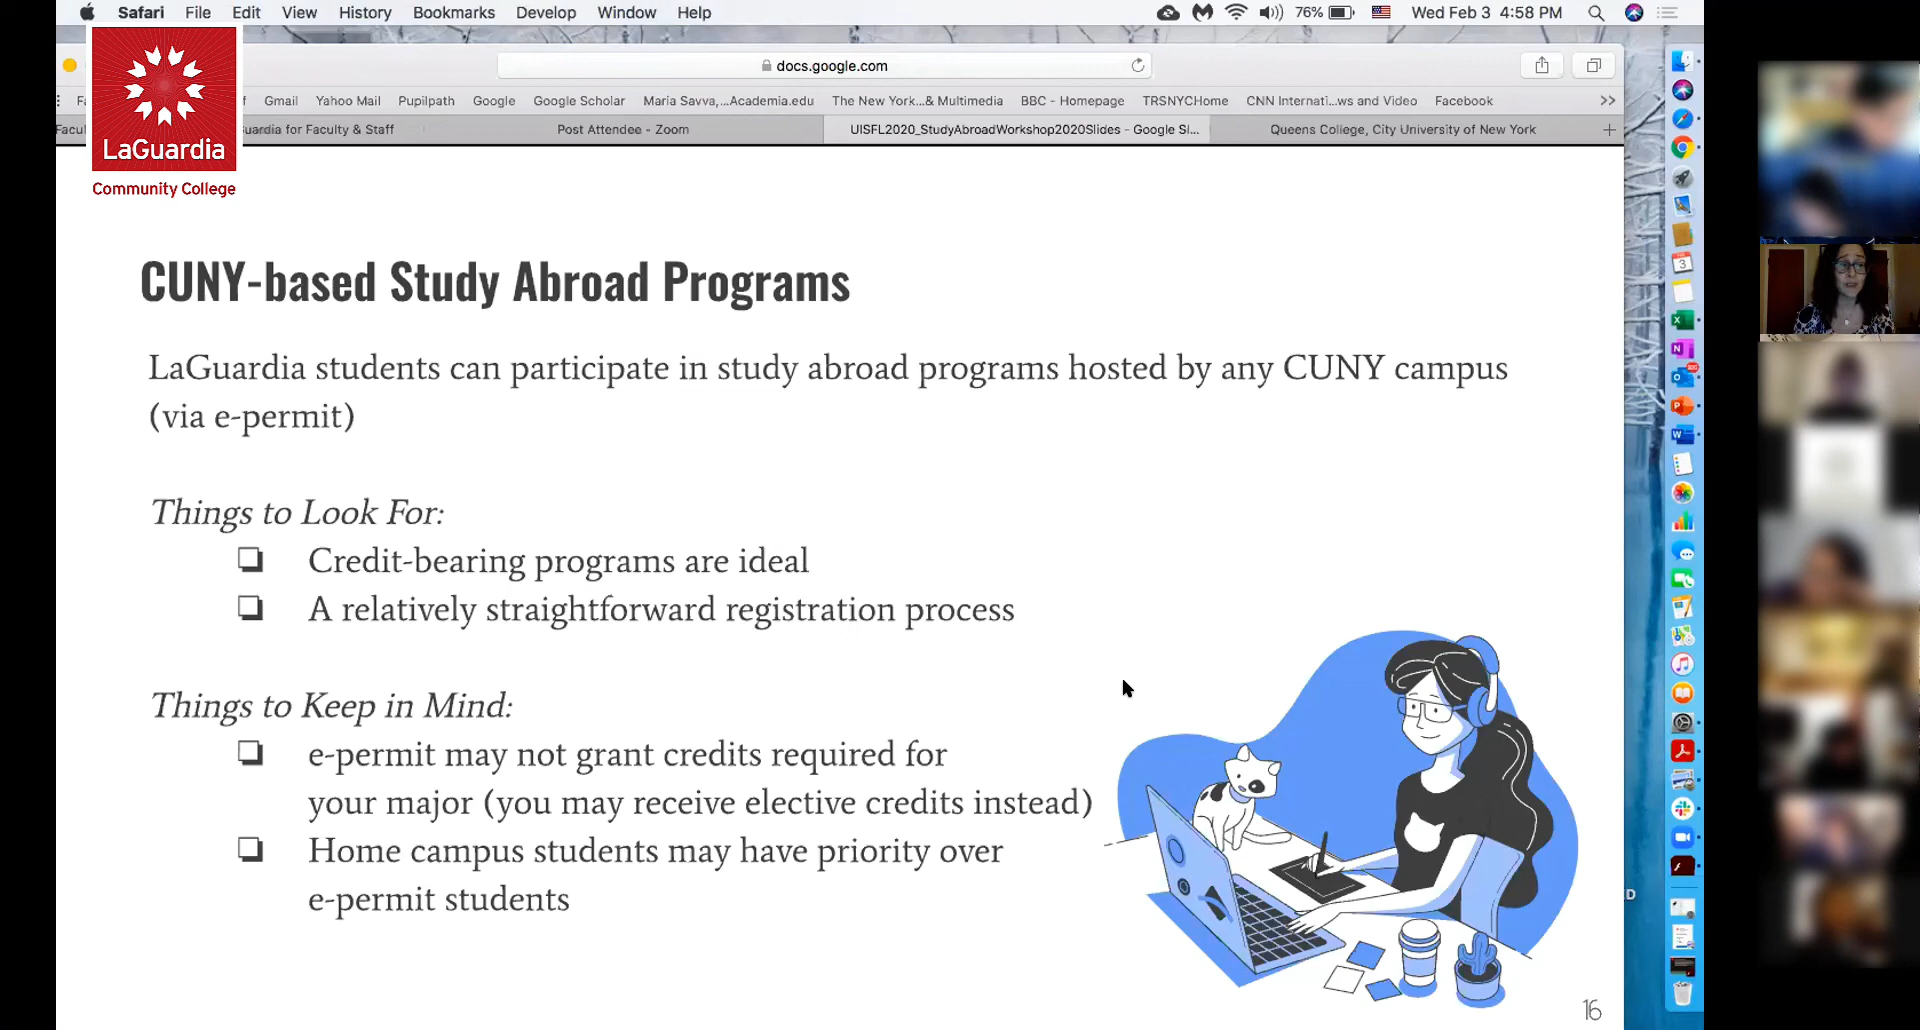 Safari File Edit View History Bookmarks Develop Window Help 76% Wed Feb 3 4:58 PM
docs.google.com
Gmail Yahoo Mail Pupilpath Google Google Scholar Maria Savva,...Academia.edu The New York...& Multimedia BBC - Homepage TRSNYCHome CNN Internati...ws and Video Facebook >>
uardia for Faculty & Staff Post Attendee - Zoom UISFL2020_StudyAbroadWorkshop2020Slides - Google Sl... Queens College, City University of New York +
LaGuardia
Community College
CUNY-based Study Abroad Programs
LaGuardia students can participate in study abroad programs hosted by any CUNY campus
(via e-permit)
Things to Look For:
❏ Credit-bearing programs are ideal
❏ A relatively straightforward registration process
Things to Keep in Mind:
❏ e-permit may not grant credits required for
your major (you may receive elective credits instead)
❏ Home campus students may have priority over
e-permit students
16